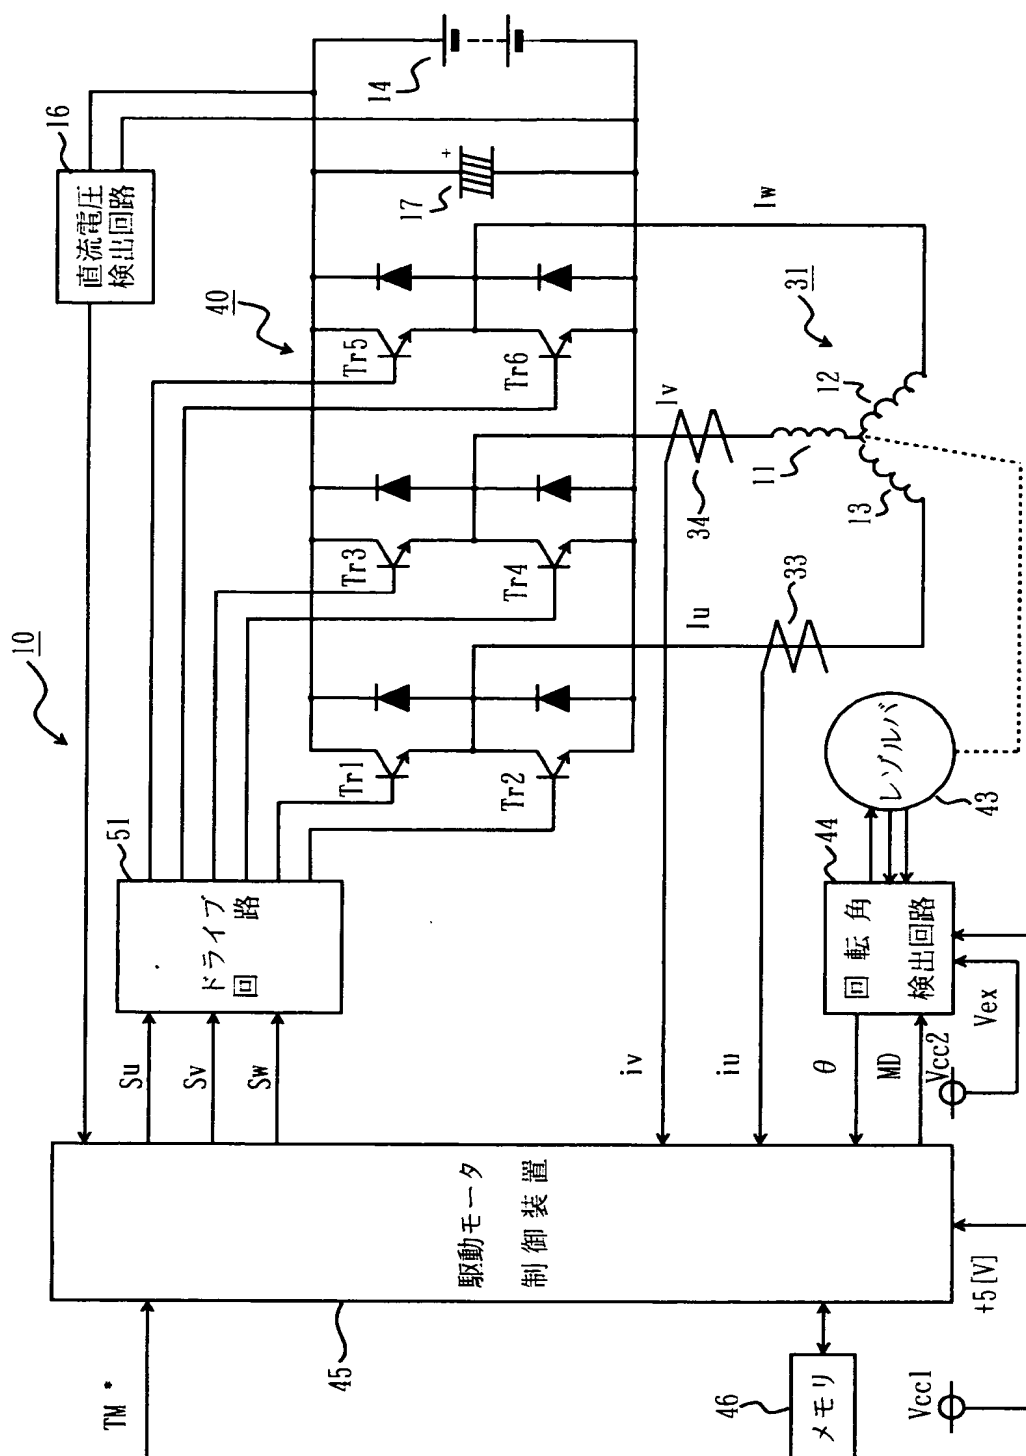 10
16
直流電圧
検出回路
51
ドライブ
回 路
40
14
+
17
Tr1
Tr2
Tr3
Tr4
Tr5
Tr6
Su
Sv
Sw
TM*
駆動モータ
制御装置
45
46
メモリ
iv
iu
Iu
Iv
Iw
33
34
31
11
12
13
レゾルバ
43
44
回転角
検出回路
θ
MD
Vcc2
Vex
+5[V]
Vcc1